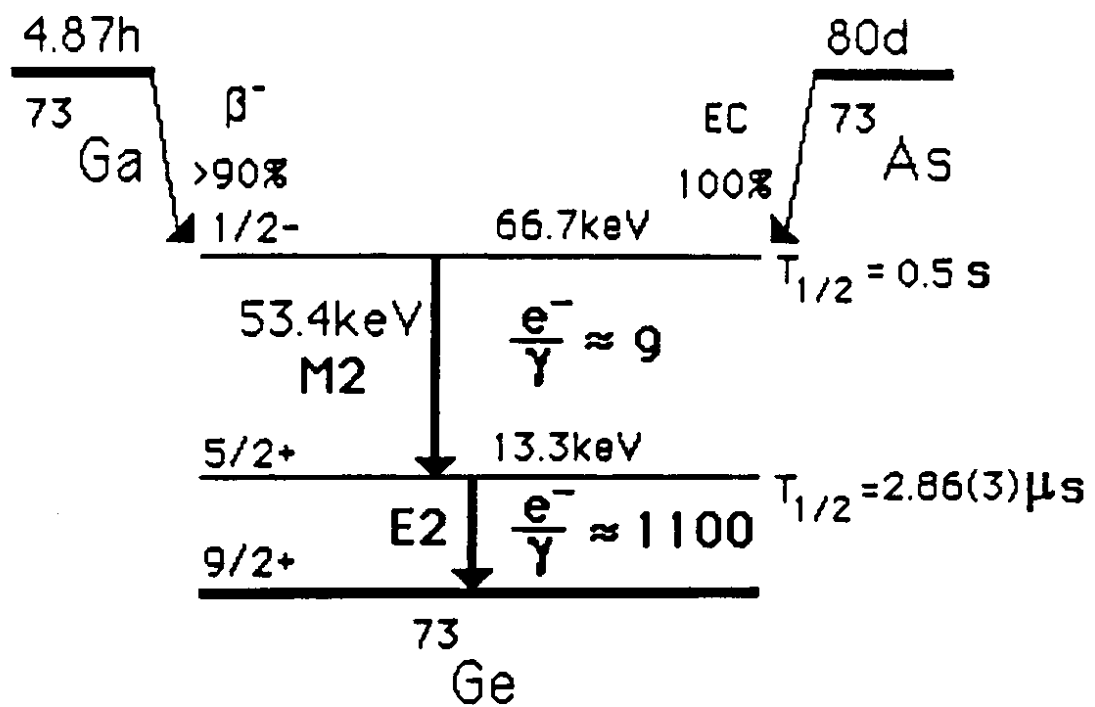 4.87h
80d
73
Ga
β⁻
>90%
EC
100%
73
As
1/2-
66.7keV
T1/2 = 0.5 s
53.4keV
M2
e⁻/γ ≈ 9
5/2+
13.3keV
T1/2 =2.86(3)μs
E2
e⁻/γ ≈ 1100
9/2+
73
Ge